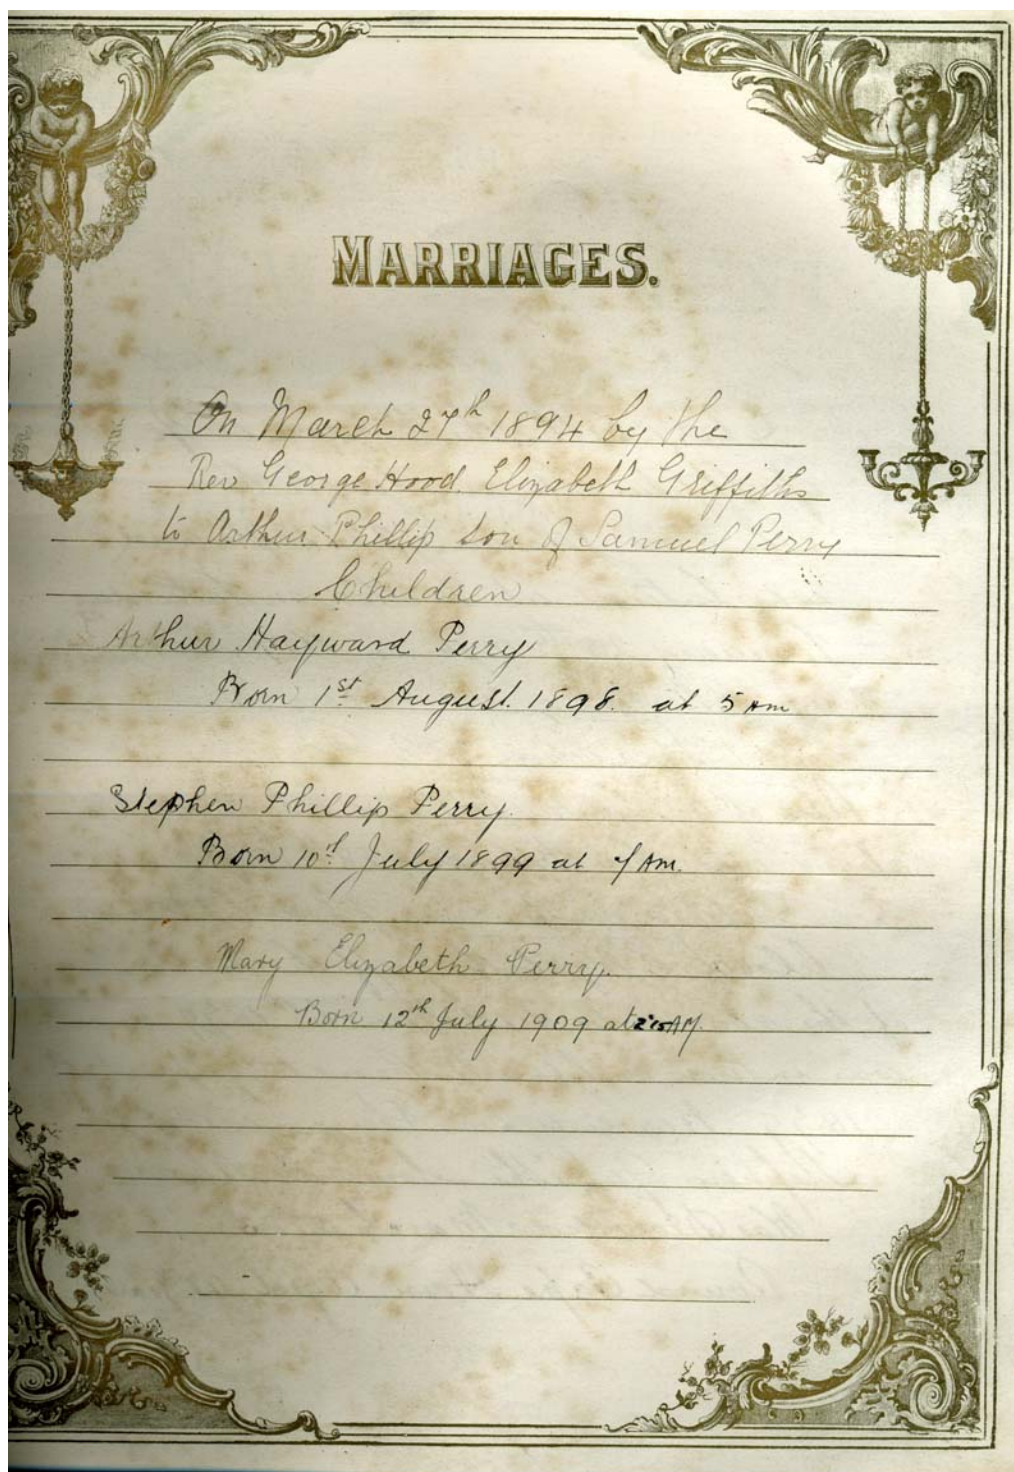 MARRIAGES.
On March 27th 1894 by the
Rev George Hood Elizabeth Griffiths
to Arthur Phillip Son of Samuel Perry
Children
Arthur Hayward Perry
Born 1st August. 1898. at 5 AM
Stephen Phillip Perry.
Born 10th July 1899 at AM.
Mary Elizabeth Perry.
Born 12th July 1909 at AM.